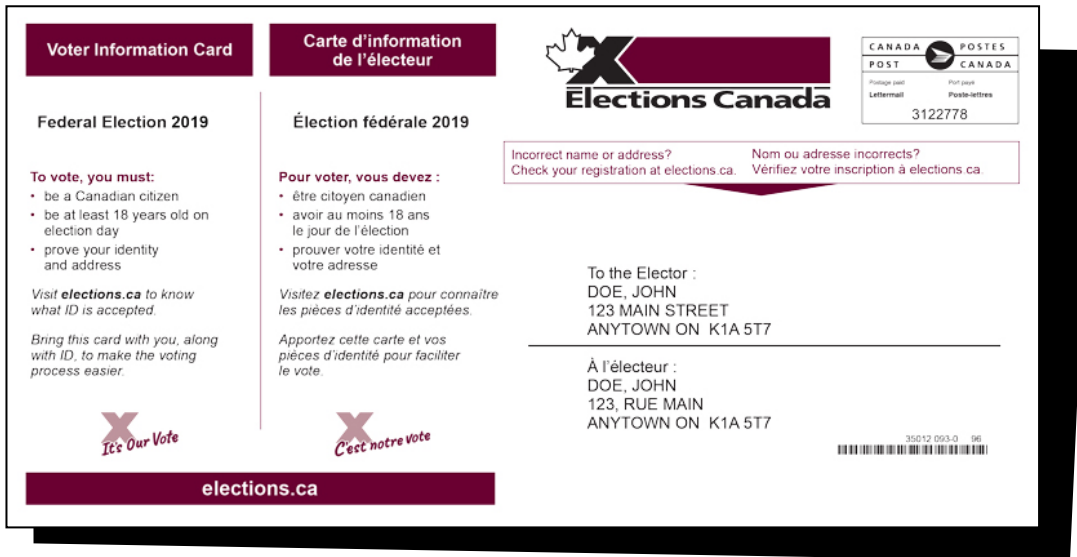 Voter Information Card
Federal Election 2019
To vote, you must:
• be a Canadian citizen
• be at least 18 years old on
election day
• prove your identity
and address
Visit elections.ca to know
what ID is accepted.
Bring this card with you, along
with ID, to make the voting
process easier.
X
It's Our Vote
Carte d'information
de l'électeur
Élection fédérale 2019
Pour voter, vous devez :
• être citoyen canadien
• avoir au moins 18 ans
le jour de l'élection
• prouver votre identité et
votre adresse
Visitez elections.ca pour connaître
les pièces d'identité acceptées.
Apportez cette carte et vos
pièces d'identité pour faciliter
le vote.
X
C'est notre vote
elections.ca
X
Elections Canada
CANADA POSTES
POST CANADA
Postage paid Port payé
Lettermail Poste-lettres
3122778
Incorrect name or address?
Check your registration at elections.ca.
Nom ou adresse incorrects?
Vérifiez votre inscription à elections.ca.
To the Elector :
DOE, JOHN
123 MAIN STREET
ANYTOWN ON K1A 5T7
À l'électeur :
DOE, JOHN
123, RUE MAIN
ANYTOWN ON K1A 5T7
35012 093-0 96